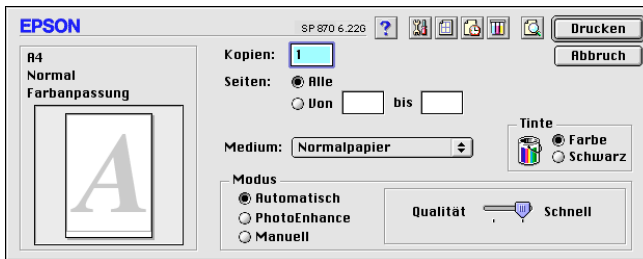 EPSON
SP 870 6.22G
?
Drucken
Abbruch
A4
Normal
Farbanpassung
A
Kopien: 1
Seiten: Alle
Von bis
Medium: Normalpapier
Tinte
Farbe
Schwarz
Modus
Automatisch
PhotoEnhance
Manuell
Qualität Schnell